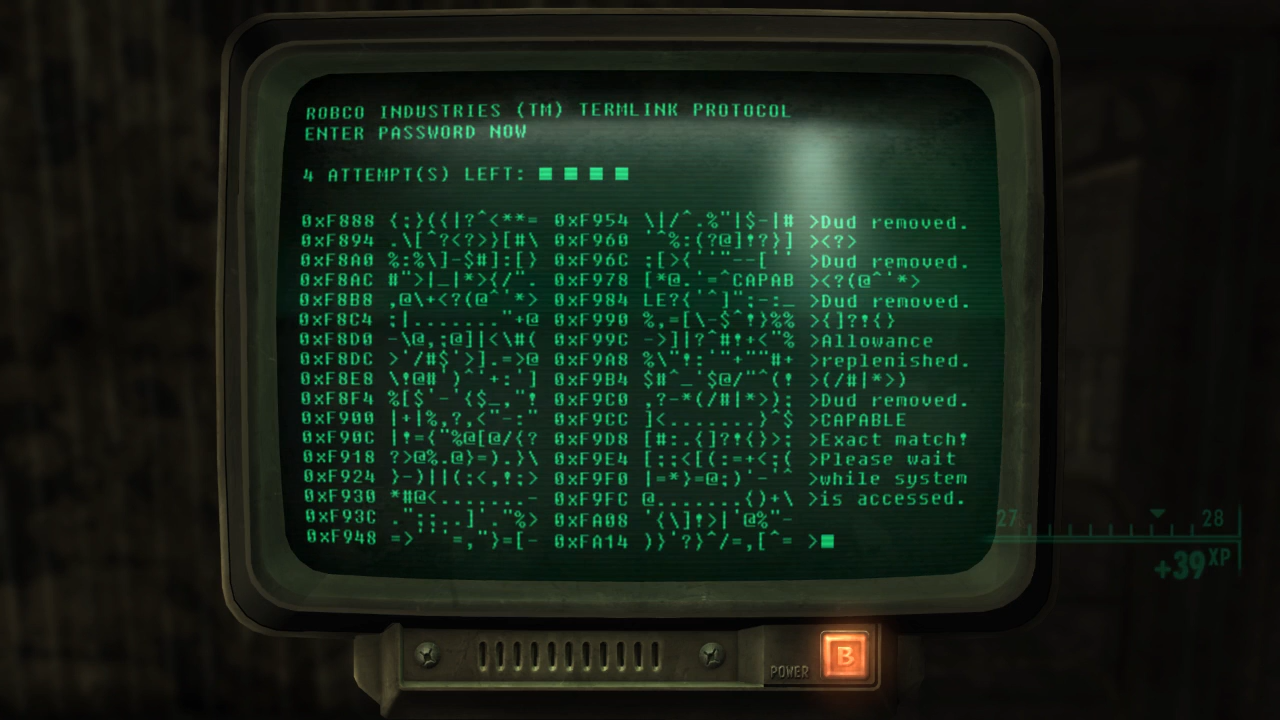 ROBCO INDUSTRIES (TM) TERMLINK PROTOCOL
ENTER PASSWORD NOW
4 ATTEMPT(S) LEFT: ■ ■ ■ ■
0xF888 {;}({|?^<**= 0xF954 \|/^.%"|$-|# >Dud removed.
0xF894 .\[^?<?>}[#\ 0xF960 '^%:(?@]!?}] ><?>
0xF8A0 %:%\]-$#]:[} 0xF96C ;[>{''"--['' >Dud removed.
0xF8AC #">|_|*>{/". 0xF978 [*@.'=^CAPAB ><?(@^'*>
0xF8B8 ,@\+<?(@^'*> 0xF984 LE?{'^]";-:_ >Dud removed.
0xF8C4 :|......."+@ 0xF990 %,=[\-$^!}%% >{]?!{}
0xF8D0 -\@,;@]|<\#( 0xF99C ->]|?^#!+<"% >Allowance
0xF8DC >'/#$'>].=>@ 0xF9A8 %\"!:'"+""#+ >replenished.
0xF8E8 \!@#')^'+:'] 0xF9B4 $#^_'$@/"^(! >(/#|*>)
0xF8F4 %[$'-'{$_,"! 0xF9C0 ,?-*(/#|*>); >Dud removed.
0xF900 |+|%,?,<"-:" 0xF9CC ]<.......}^$ >CAPABLE
0xF90C |!={"%@[@/{? 0xF9D8 [#:.{]?!{}>; >Exact match!
0xF918 ?>@%.@}=).}\ 0xF9E4 [;;<[(:=+<;( >Please wait
0xF924 }-)||(;<,!:> 0xF9F0 |=*}=@;)'-'^ >while system
0xF930 *#@<.......- 0xF9FC @.......{)+\ >is accessed.
0xF93C .";;:.]'."%> 0xFA08 '{\]!>|'@%"-
0xF948 =>'''=,"}=[- 0xFA14 )}'?}^/=,[^= >■
27 28
+39 XP
POWER
B